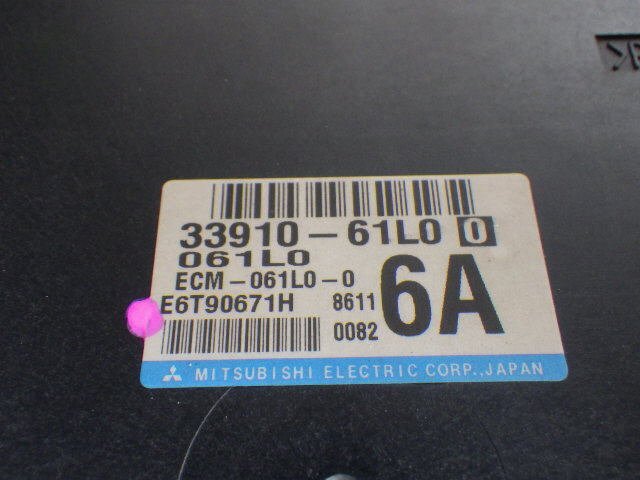 33910-61L0 0
061L0
ECM-061L0-0
6A
E6T90671H 8611
0082
MITSUBISHI ELECTRIC CORP., JAPAN